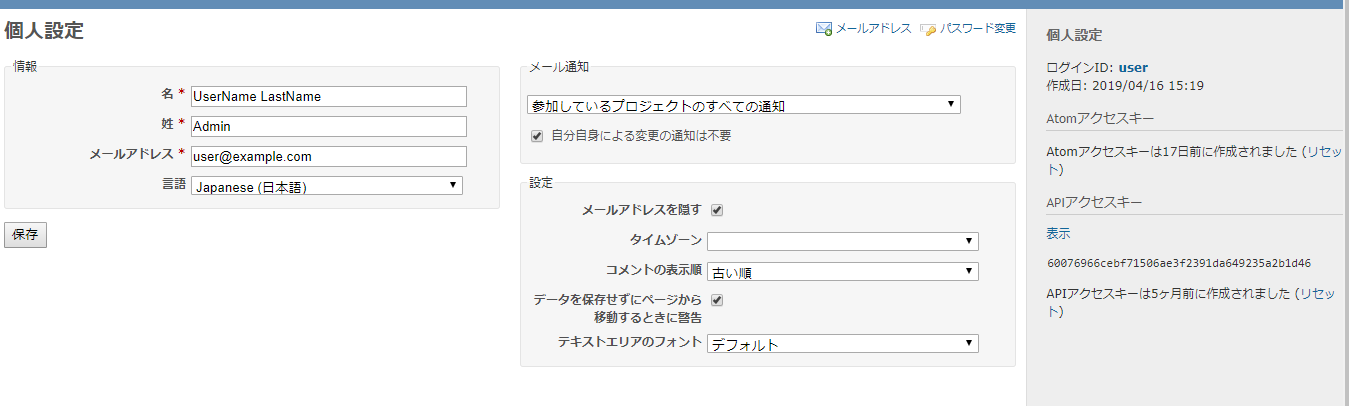 個人設定
メールアドレス パスワード変更
情報
名 * UserName LastName
姓 * Admin
メールアドレス * user@example.com
言語 Japanese (日本語)
保存
メール通知
参加しているプロジェクトのすべての通知
自分自身による変更の通知は不要
設定
メールアドレスを隠す
タイムゾーン
コメントの表示順 古い順
データを保存せずにページから
移動するときに警告
テキストエリアのフォント デフォルト
個人設定
ログインID: user
作成日: 2019/04/16 15:19
Atomアクセスキー
Atomアクセスキーは17日前に作成されました (リセッ
ト)
APIアクセスキー
表示
60076966cebf71506ae3f2391da649235a2b1d46
APIアクセスキーは5ヶ月前に作成されました (リセッ
ト)